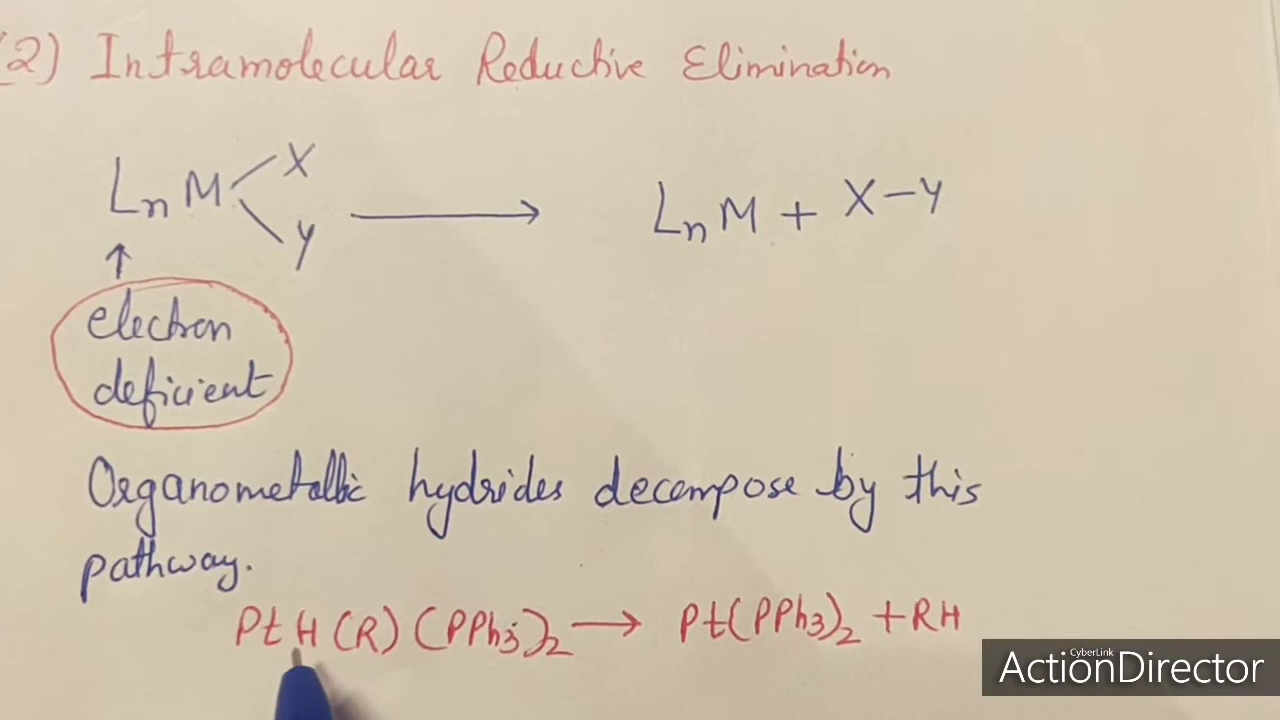 (2) Intramolecular Reductive Elimination
LnM X Y → LnM + X-Y
↑
electron
deficient
Organometallic hydrides decompose by this
pathway.
PtH(R)(PPh3)2 → Pt(PPh3)2 + RH
CyberLink
ActionDirector